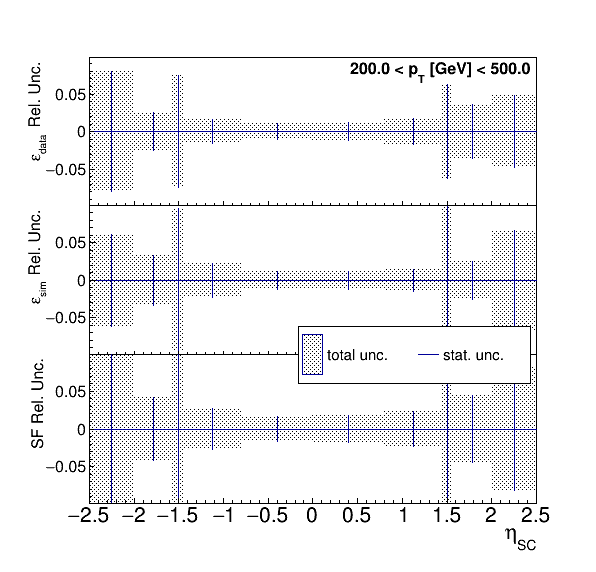 200.0 < p_T [GeV] < 500.0
ε_data Rel. Unc.
0.05
0
−0.05
ε_sim Rel. Unc.
0.05
0
−0.05
total unc.
stat. unc.
SF Rel. Unc.
0.05
0
−0.05
−2.5 −2 −1.5 −1 −0.5 0 0.5 1 1.5 2 2.5
η_SC